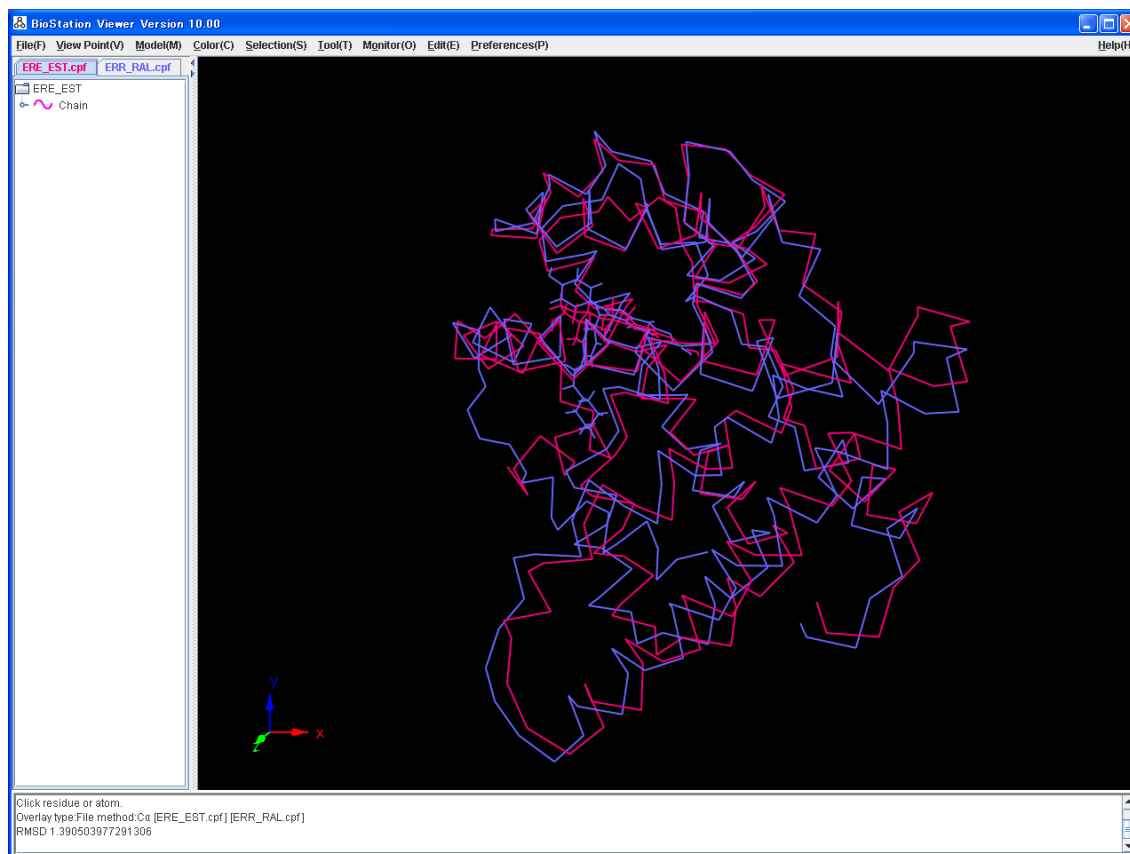 BioStation Viewer Version 10.00
File(F) View Point(V) Model(M) Color(C) Selection(S) Tool(T) Monitor(O) Edit(E) Preferences(P) Help(H
ERE_EST.cpf ERR_RAL.cpf
ERE_EST
Chain
y
x
z
Click residue or atom.
Overlay type:File method:Cα [ERE_EST.cpf] [ERR_RAL.cpf]
RMSD 1.390503977291306